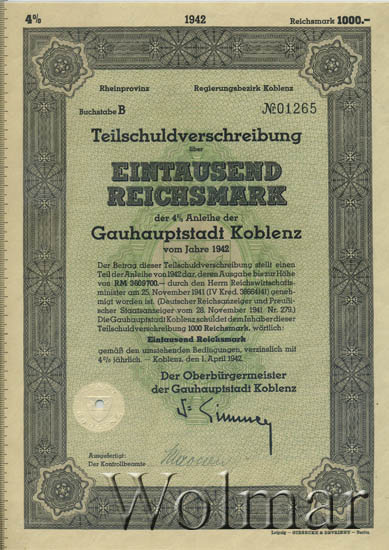 4% 1942 Reichsmark 1000.-
Rheinprovinz Regierungsbezirk Koblenz
Buchstabe B № 01265
Teilschuldverschreibung
über
EINTAUSEND
REICHSMARK
der 4% Anleihe der
Gauhauptstadt Koblenz
vom Jahre 1942
Der Betrag dieser Teilschuldverschreibung stellt einen
Teil der Anleihe von 1942 dar, deren Ausgabe bis zur Höhe
von RM 3609700.- durch den Herrn Reichswirtschafts-
minister am 25. November 1941 (IV Kred. 36664/41) geneh-
migt worden ist. (Deutscher Reichsanzeiger und Preußi-
scher Staatsanzeiger vom 28. November 1941 Nr. 279.)
Die Gauhauptstadt Koblenz schuldet dem Inhaber dieser
Teilschuldverschreibung 1000 Reichsmark, wörtlich:
Eintausend Reichsmark
gemäß den umstehenden Bedingungen, verzinslich mit
4% jährlich. — Koblenz, den 1. April 1942.
Der Oberbürgermeister
der Gauhauptstadt Koblenz
Ausgefertigt:
Der Kontrollbeamte
Wolmar
Leipzig — GIESECKE & DEVRIENT — Berlin